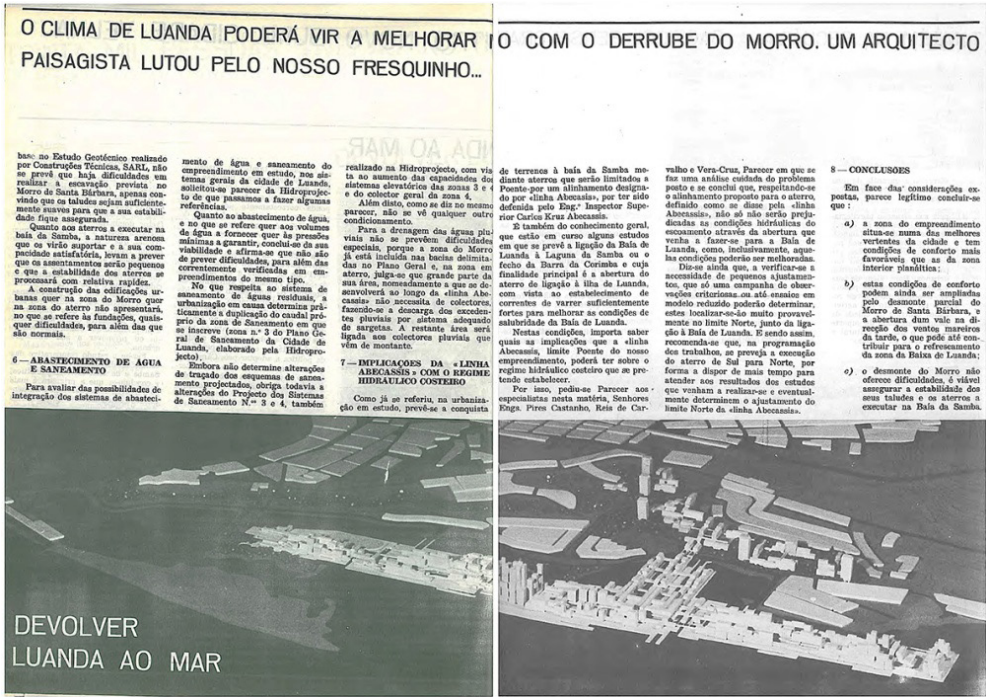 O CLIMA DE LUANDA PODERÁ VIR A MELHORAR
PAISAGISTA LUTOU PELO NOSSO FRESQUINHO...
base no Estudo Geotécnico realizado
por Construções Técnicas, SARL, não
se prevê que haja dificuldades em
realizar a escavação prevista no
Morro de Santa Bárbara, apenas con-
vindo que os taludes sejam suficiente-
mente suaves para que a sua estabili-
dade fique assegurada.
Quanto aos aterros a executar na
baía da Samba, a natureza arenosa
que os virão suportar e a sua com-
pacidade satisfatória, levam a prever
que os assentamentos serão pequenos
e que a estabilidade dos aterros se
processará com relativa rapidez.
A construção das edificações ur-
banas quer na zona do Morro quer
na zona do aterro não apresentará,
no que se refere às fundações, quais-
quer dificuldades, para além das que
são normais.
6 — ABASTECIMENTO DE AGUA
E SANEAMENTO
Para avaliar das possibilidades de
integração dos sistemas de abasteci-
mento de água e saneamento do
empreendimento em estudo, nos sis-
temas gerais da cidade de Luanda,
solicitou-se parecer da Hidroprojec-
to de que passamos a fazer algumas
referências.
Quanto ao abastecimento de água,
e no que se refere quer aos volumes
de água a fornecer quer às pressões
mínimas a garantir, conclui-se da sua
viabilidade e afirma-se que não são
de prever dificuldades, para além das
correntemente verificadas em em-
preendimentos do mesmo tipo.
No que respeita ao sistema de
saneamento de águas residuais, a
urbanização em causa determina prà-
ticamente a duplicação do caudal pró-
prio da zona de Saneamento em que
se inscreve (zona n.º 3 do Plano Ge-
ral de Saneamento da Cidade de
Luanda, elaborado pela Hidroproje-
jecto).
Embora não determine alterações
de traçado dos esquemas de sanea-
mento projectados, obriga todavia a
alterações do Projecto dos Sistemas
de Saneamento N.ºs 3 e 4, também
realizado na Hidroprojecto, com vis
ta ao aumento das capacidades do
sistemas elevatórios das zonas 3 e
e do colector geral da zona 4.
Além disto, como se diz no mesmo
parecer, não se vê qualquer outro
condicionamento.
Para a drenagem das águas plu
viais não se prevêem dificuldades
especiais, porque a zona do Morro
já está incluída nas bacias delimita
das no Plano Geral e, na zona em
aterro, julga-se que grande parte da
sua área, nomeadamente a que se de-
senvolverá ao longo da «linha Abe-
cassis» não necessita de colectores,
fazendo-se a descarga dos exceden-
tes pluviais por sistema adequado
de sargetas. A restante área será
ligada aos colectores pluviais que
vêm de montante.
7 — IMPLICAÇÕES DA «LINHA
ABECASSIS» COM O REGIME
HIDRAULICO COSTEIRO
Como já se referiu, na urbaniza-
ção em estudo, prevê-se a conquista
DEVOLVER
LUANDA AO MAR
O COM O DERRUBE DO MORRO. UM ARQUITECTO
de terrenos à baía da Samba me-
diante aterros que serão limitados a
Poente por um alinhamento designa-
do por «linha Abecasis», por ter sido
defenida pelo Eng.º Inspector Supe-
rior Carlos Kruz Abecassis.
E também do conhecimento geral,
que estão em curso alguns estudos
em que se prevê a ligação da Baía de
Luanda à Laguna da Samba ou o
fecho da Barra da Corimba e cuja
finalidade principal é a abertura do
aterro de ligação à ilha de Luanda,
com vista ao estabelecimento de
correntes de varrer suficientemente
fortes para melhorar as condições de
salubridade da Baía de Luanda.
Nestas condições, importa saber
quais as implicações que a «linha
Abecassis, limite Poente do nosso
empreendimento, poderá ter sobre o
regime hidráulico costeiro que se pre-
tende estabelecer.
Por isso, pediu-se Parecer aos
especialistas nesta matéria, Senhores
Engs. Pires Castanho, Reis de Car-
valho e Vera-Cruz, Parecer em que se
faz uma análise cuidada do problema
posto e se conclui que, respeitando-se
o alinhamento proposto para o aterro,
definido como se disse pela «linha
Abecassis», não só não serão preju-
dicadas as condições hidráulicas do
escoamento através da abertura que
venha a fazer-se para a Baía de
Luanda, como, inclusivamente, aque-
las condições poderão ser melhoradas.
Diz-se ainda que, a verificar-se a
necessidade de pequenos ajustamen-
tos, que só uma campanha de obser-
vações criteriosas ou até ensaios em
modelo reduzido poderão determinar,
estes localizar-se-ão muito provavel-
mente no limite Norte, junto da liga-
ção à Baía de Luanda. E sendo assim,
recomenda-se que, na programação
dos trabalhos, se preveja a execução
do aterro de Sul para Norte, por
forma a dispor de mais tempo para
atender aos resultados dos estudos
que venham a realizar-se e eventual-
mente determinem o ajustamento do
limite Norte da «linha Abecassis».
8 — CONCLUSOES
Em face das considerações ex-
postas, parece legítimo concluir-se
que :
a) a zona do empreendimento
situa-se numa das melhores
vertentes da cidade e tem
condições de conforto mais
favoráveis que as da zona
interior planáltica;
b) estas condições de conforto
podem ainda ser ampliadas
pelo desmonte parcial do
Morro de Santa Bárbara, e
a abertura dum vale na di-
recção dos ventos mareiros
da tarde, o que pode até con-
tribuir para o refrescamento
da zona da Baixa de Luanda;
c) o desmonte do Morro não
oferece dificuldades, é viável
assegurar a estabilidade dos
seus taludes e os aterros a
executar na Baía da Samba.